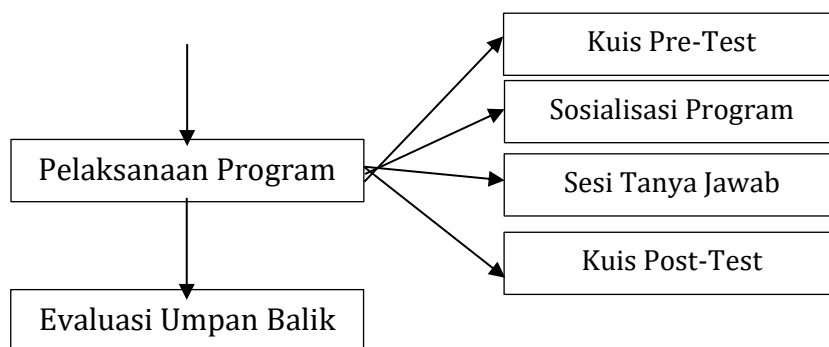 Kuis Pre-Test
Sosialisasi Program
Pelaksanaan Program
Sesi Tanya Jawab
Kuis Post-Test
Evaluasi Umpan Balik